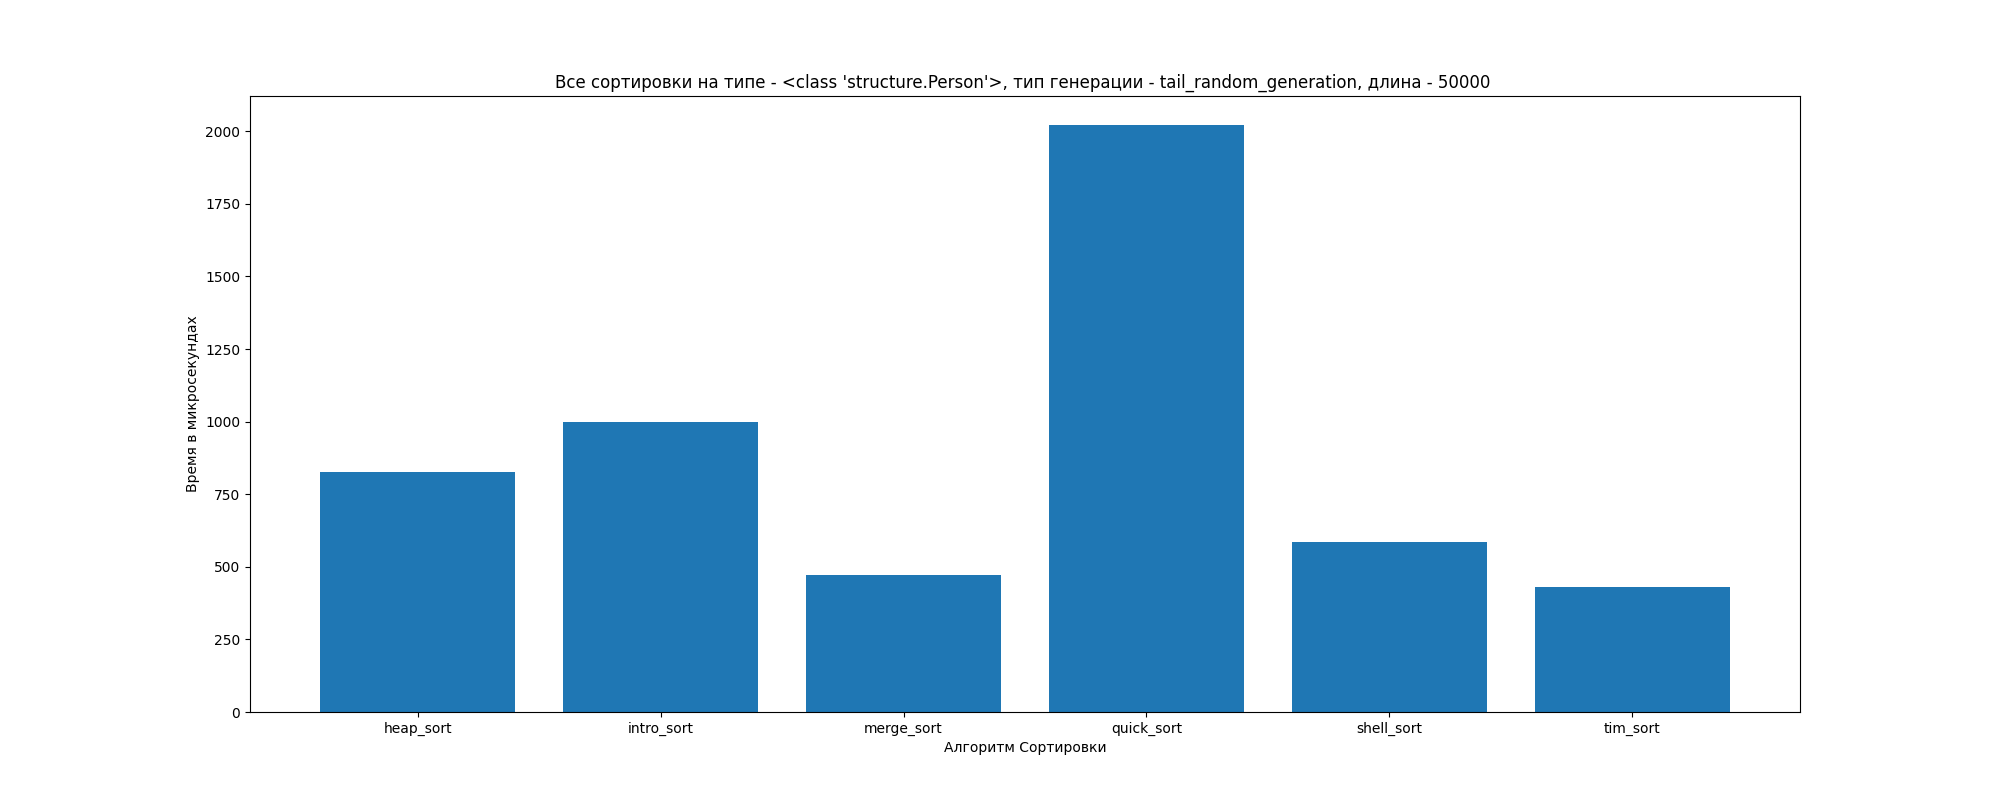 Все сортировки на типе - <class 'structure.Person'>, тип генерации - tail_random_generation, длина - 50000
Время в микросекундах
2000
1750
1500
1250
1000
750
500
250
0
heap_sort intro_sort merge_sort quick_sort shell_sort tim_sort
Алгоритм Сортировки